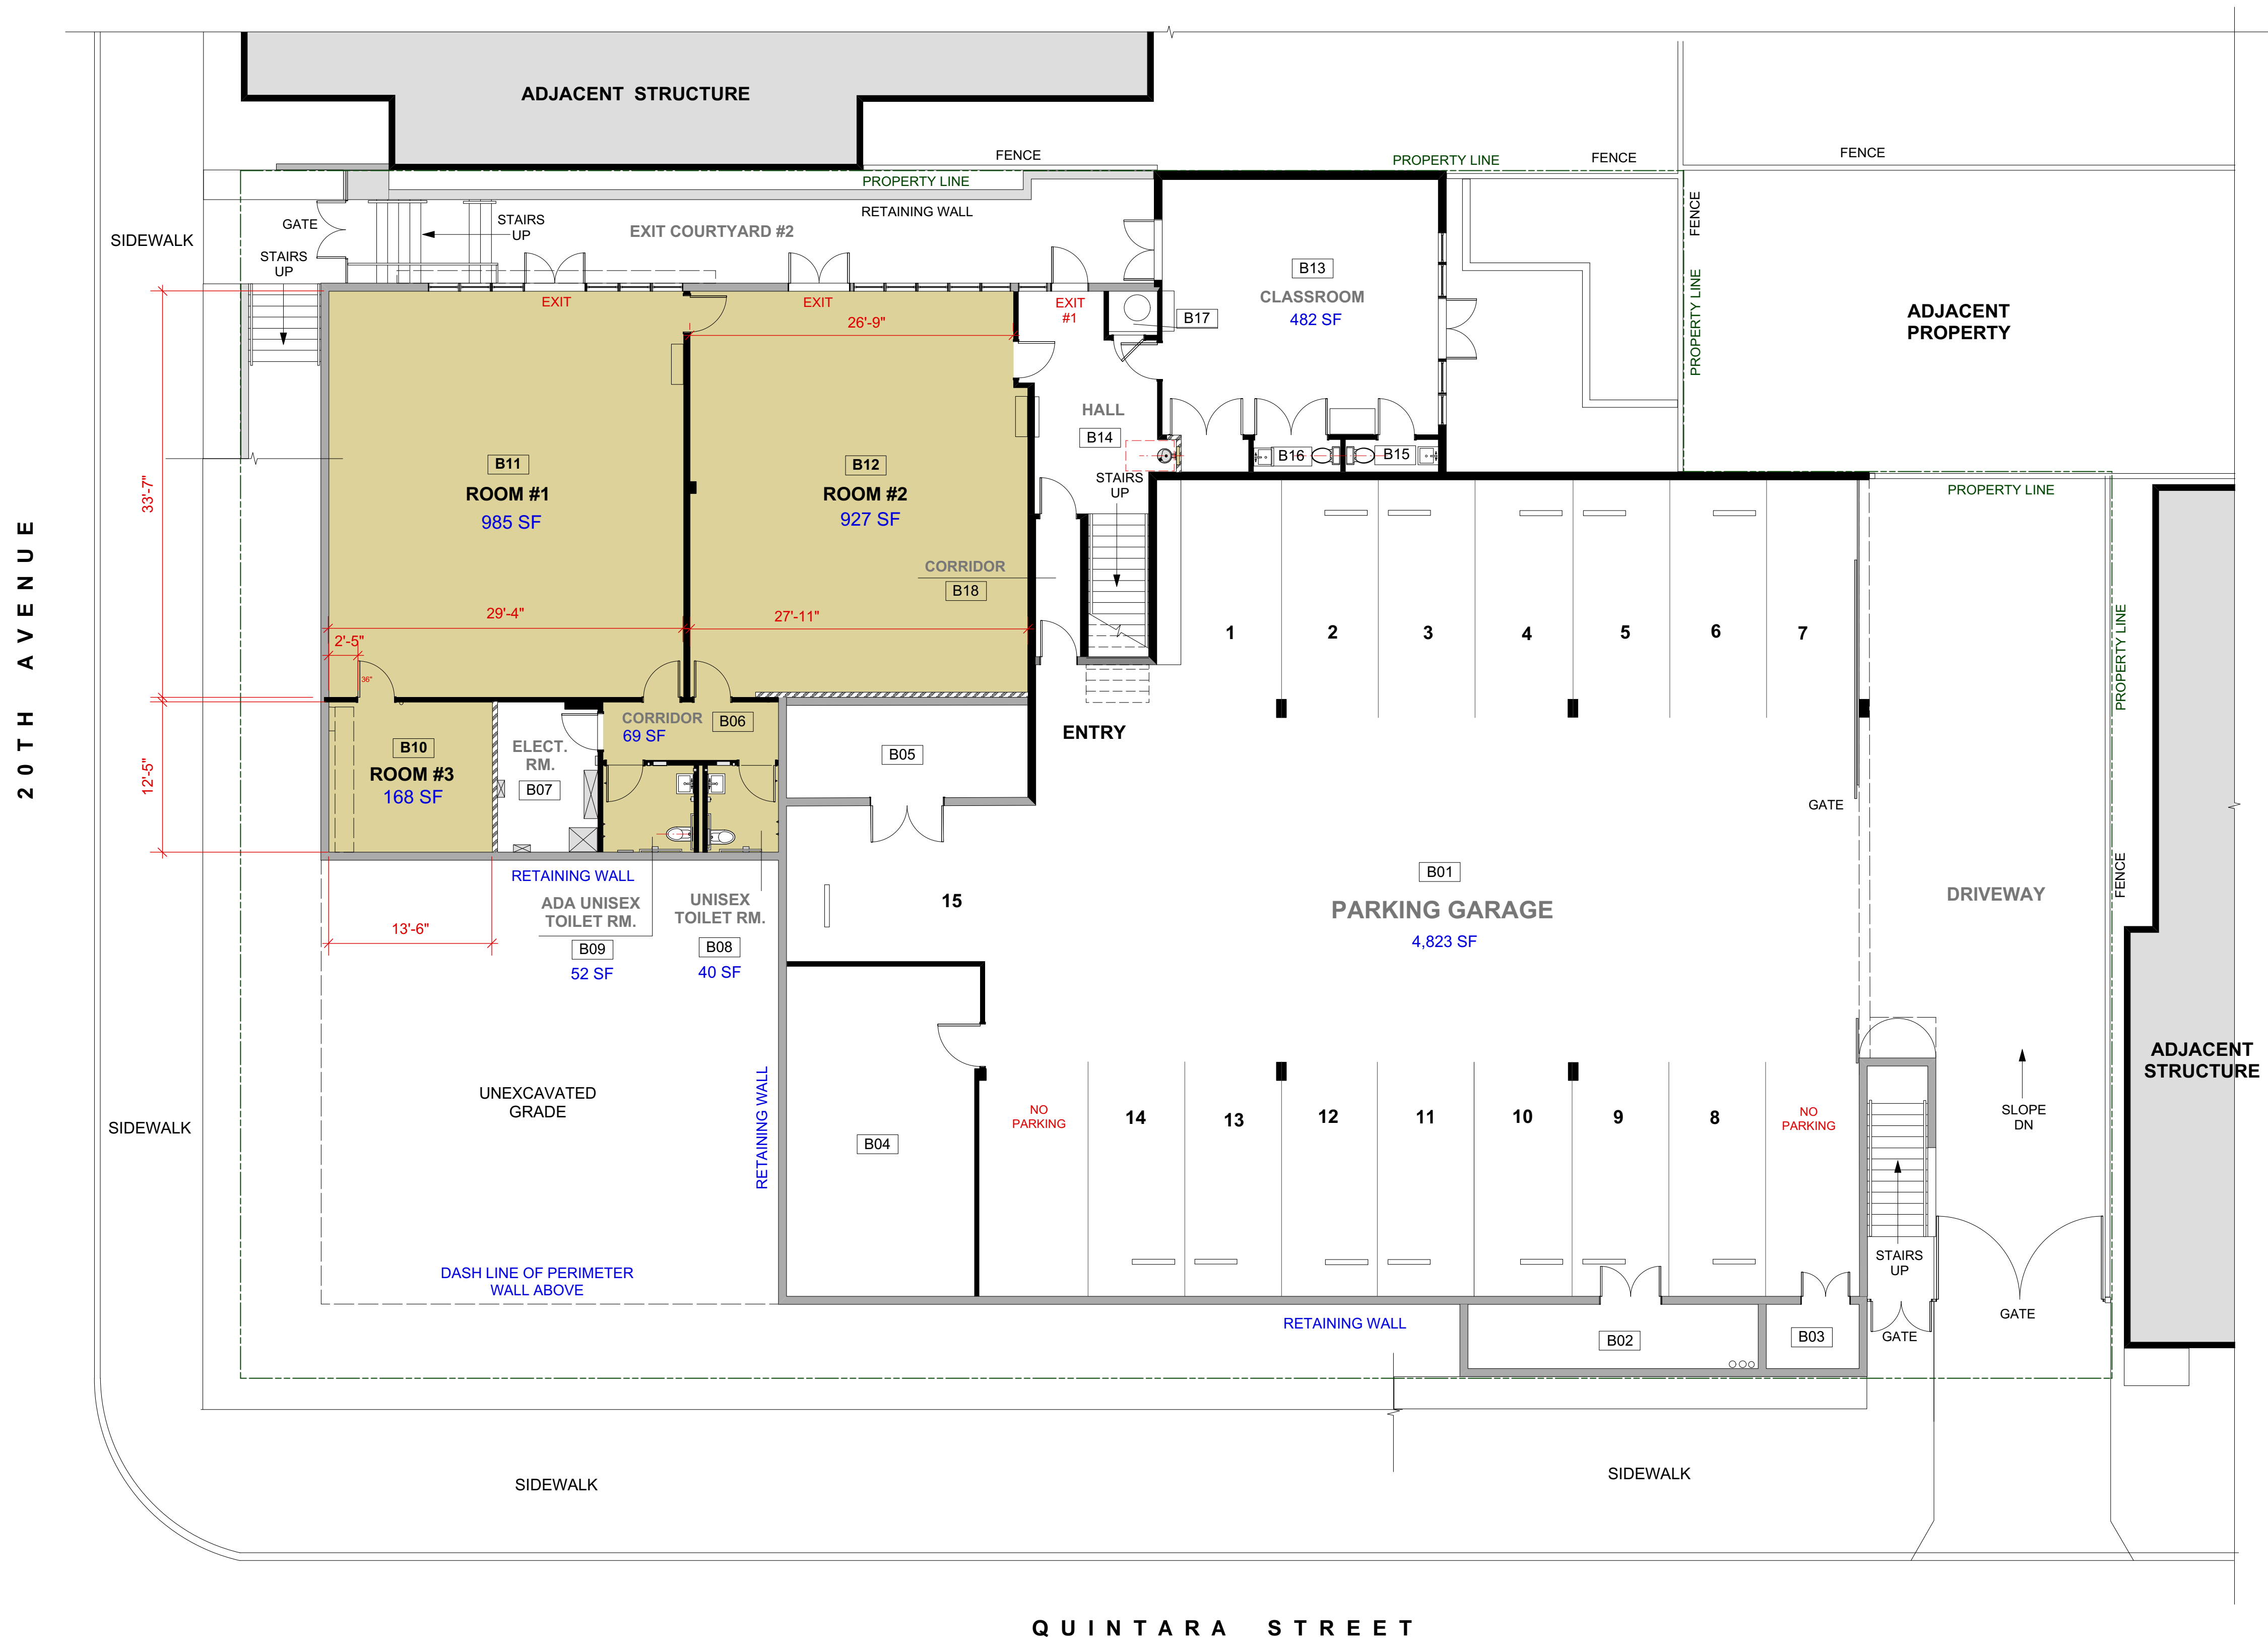 ADJACENT STRUCTURE
FENCE
PROPERTY LINE
FENCE
FENCE
PROPERTY LINE
RETAINING WALL
GATE
STAIRS
UP
EXIT COURTYARD #2
SIDEWALK
STAIRS
UP
FENCE
PROPERTY LINE
EXIT
EXIT
EXIT
#1
26'-9"
B17
B13
CLASSROOM
482 SF
ADJACENT
PROPERTY
HALL
B14
B16
B15
B11
ROOM #1
985 SF
B12
ROOM #2
927 SF
STAIRS
UP
PROPERTY LINE
33'-7"
20TH AVENUE
CORRIDOR
B18
29'-4"
27'-11"
2'-5"
36"
1
2
3
4
5
6
7
PROPERTY LINE
12'-5"
B10
ROOM #3
168 SF
ELECT.
RM.
B07
CORRIDOR
69 SF
B06
B05
ENTRY
GATE
RETAINING WALL
ADA UNISEX
TOILET RM.
B09
52 SF
UNISEX
TOILET RM.
B08
40 SF
13'-6"
15
B01
PARKING GARAGE
4,823 SF
DRIVEWAY
FENCE
ADJACENT
STRUCTURE
UNEXCAVATED
GRADE
RETAINING WALL
B04
NO
PARKING
14
13
12
11
10
9
8
NO
PARKING
SLOPE
DN
SIDEWALK
DASH LINE OF PERIMETER
WALL ABOVE
STAIRS
UP
GATE
GATE
RETAINING WALL
B02
B03
SIDEWALK
SIDEWALK
QUINTARA STREET